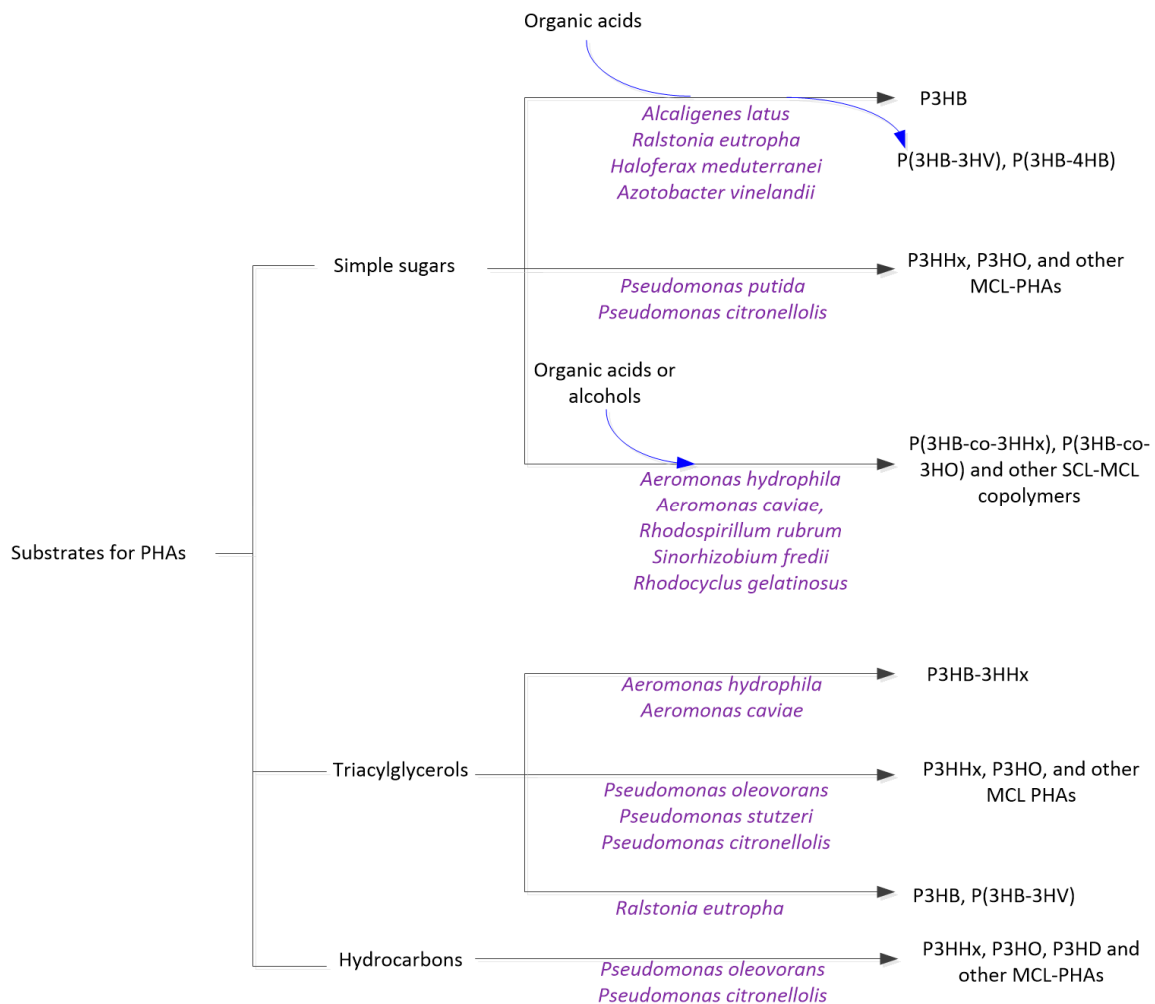 Organic acids
P3HB
Alcaligenes latus
Ralstonia eutropha
Haloferax meduterranei
Azotobacter vinelandii
P(3HB-3HV), P(3HB-4HB)
Simple sugars
P3HHx, P3HO, and other
MCL-PHAs
Pseudomonas putida
Pseudomonas citronellolis
Organic acids or
alcohols
P(3HB-co-3HHx), P(3HB-co-
3HO) and other SCL-MCL
copolymers
Aeromonas hydrophila
Aeromonas caviae,
Rhodospirillum rubrum
Sinorhizobium fredii
Rhodocyclus gelatinosus
Substrates for PHAs
P3HB-3HHx
Aeromonas hydrophila
Aeromonas caviae
Triacylglycerols
P3HHx, P3HO, and other
MCL PHAs
Pseudomonas oleovorans
Pseudomonas stutzeri
Pseudomonas citronellolis
P3HB, P(3HB-3HV)
Ralstonia eutropha
Hydrocarbons
P3HHx, P3HO, P3HD and
other MCL-PHAs
Pseudomonas oleovorans
Pseudomonas citronellolis